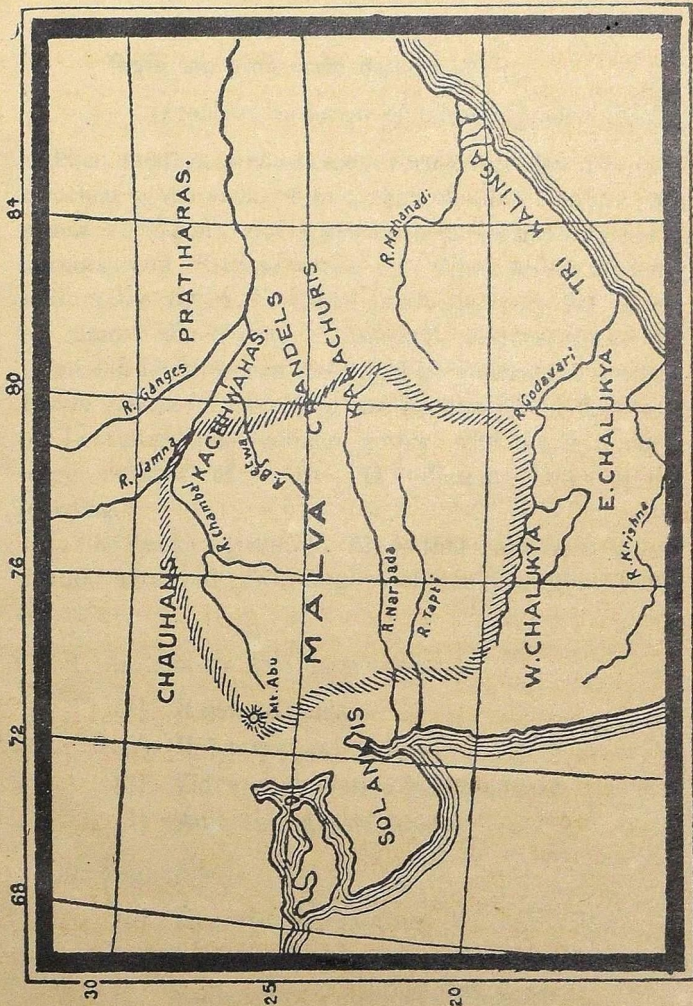 68 72 76 80 84
30
R. Ganges
PRATIHARAS.
R. Jamna
CHAUHANS
KACHHWAHAS.
R. Chambal
R. Betwa
25
Mt. Abu
CHANDELS
MALVA
KALACHURIS
R. Narbada
R. Mahanadi
R. Tapti
SOLANKIS
20
TRI KALINGA
R. Godavari
W. CHALUKYA
E. CHALUKYA
R. Krishna